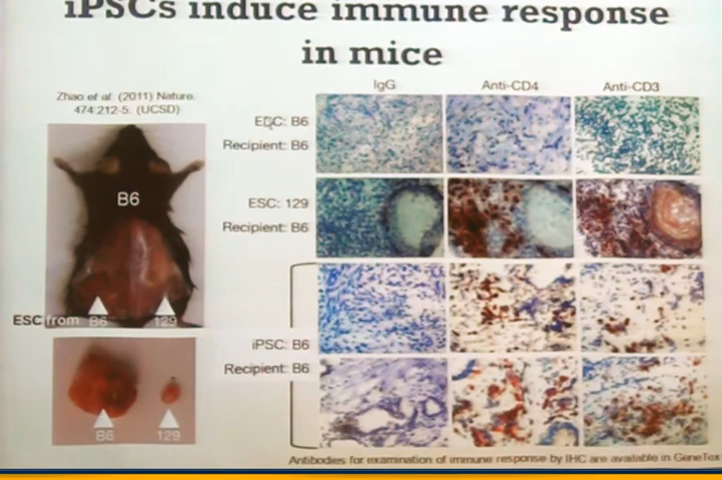 iPSCs induce immune response
in mice
Zhao et al. (2011) Nature.
474:212-5. (UCSD)
B6
ESC from B6 129
B6 129
IgG Anti-CD4 Anti-CD3
ESC: B6
Recipient: B6
ESC: 129
Recipient: B6
iPSC: B6
Recipient: B6
Antibodies for examination of immune response by IHC are available in GeneTex